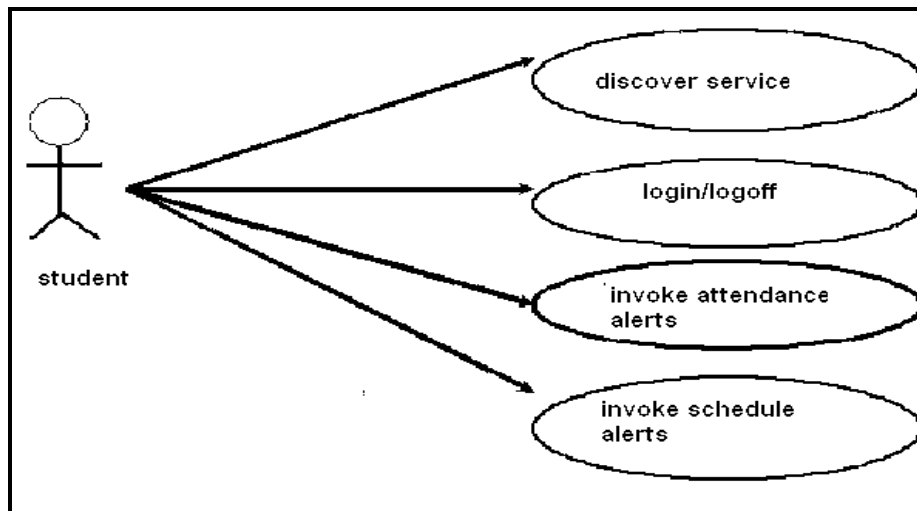 discover service
login/logoff
student
invoke attendance
alerts
invoke schedule
alerts